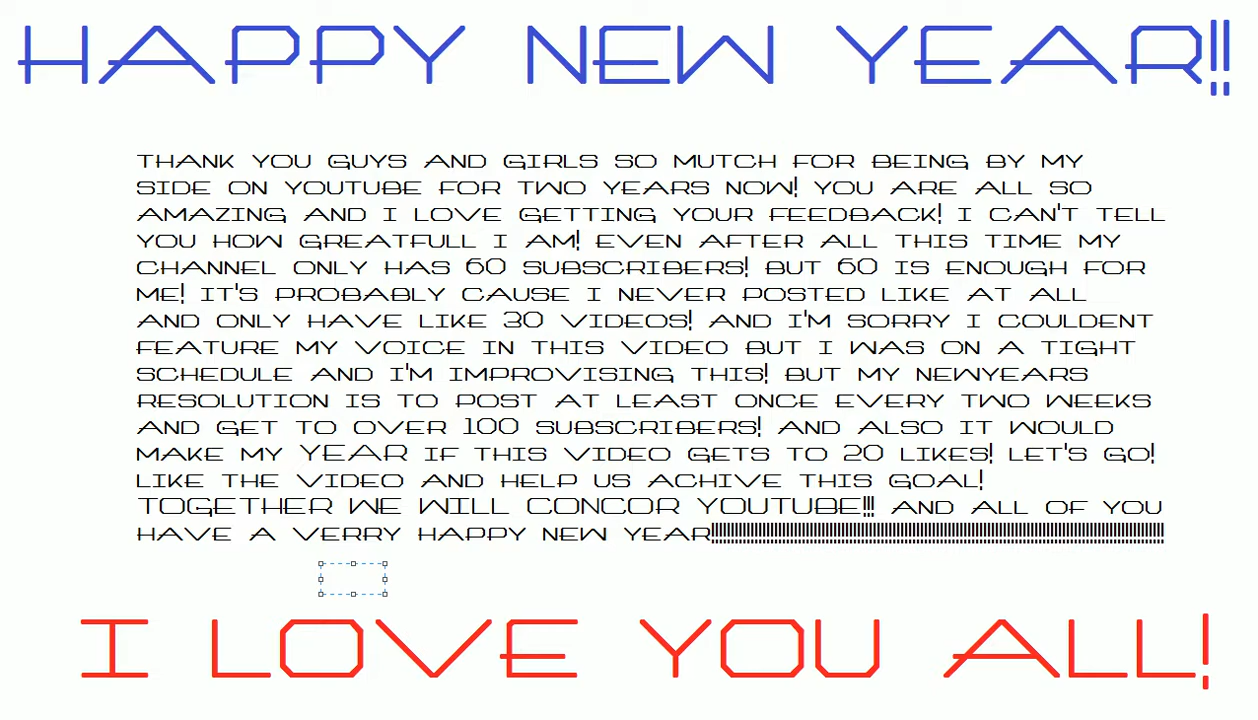 HAPPY NEW YEAR!!
THANK YOU GUYS AND GIRLS SO MUTCH FOR BEING BY MY
SIDE ON YOUTUBE FOR TWO YEARS NOW! YOU ARE ALL SO
AMAZING AND I LOVE GETTING YOUR FEEDBACK! I CAN'T TELL
YOU HOW GREATFULL I AM! EVEN AFTER ALL THIS TIME MY
CHANNEL ONLY HAS 60 SUBSCRIBERS! BUT 60 IS ENOUGH FOR
ME! IT'S PROBABLY CAUSE I NEVER POSTED LIKE AT ALL
AND ONLY HAVE LIKE 30 VIDEOS! AND I'M SORRY I COULDENT
FEATURE MY VOICE IN THIS VIDEO BUT I WAS ON A TIGHT
SCHEDULE AND I'M IMPROVISING THIS! BUT MY NEWYEARS
RESOLUTION IS TO POST AT LEAST ONCE EVERY TWO WEEKS
AND GET TO OVER 100 SUBSCRIBERS! AND ALSO IT WOULD
MAKE MY YEAR IF THIS VIDEO GETS TO 20 LIKES! LET'S GO!
LIKE THE VIDEO AND HELP US ACHIVE THIS GOAL!
TOGETHER WE WILL CONCOR YOUTUBE!!! AND ALL OF YOU
HAVE A VERRY HAPPY NEW YEAR!!!!!!!!!!!!!!!!!!!!!!!!!!!!!!!!!!!!!!!!!!!!!!!!!!!!!!!!!!!!!!!!!!!!!!!!!!!!!!!!!!!!!!!!!!!!!!!!!!!!
I LOVE YOU ALL!